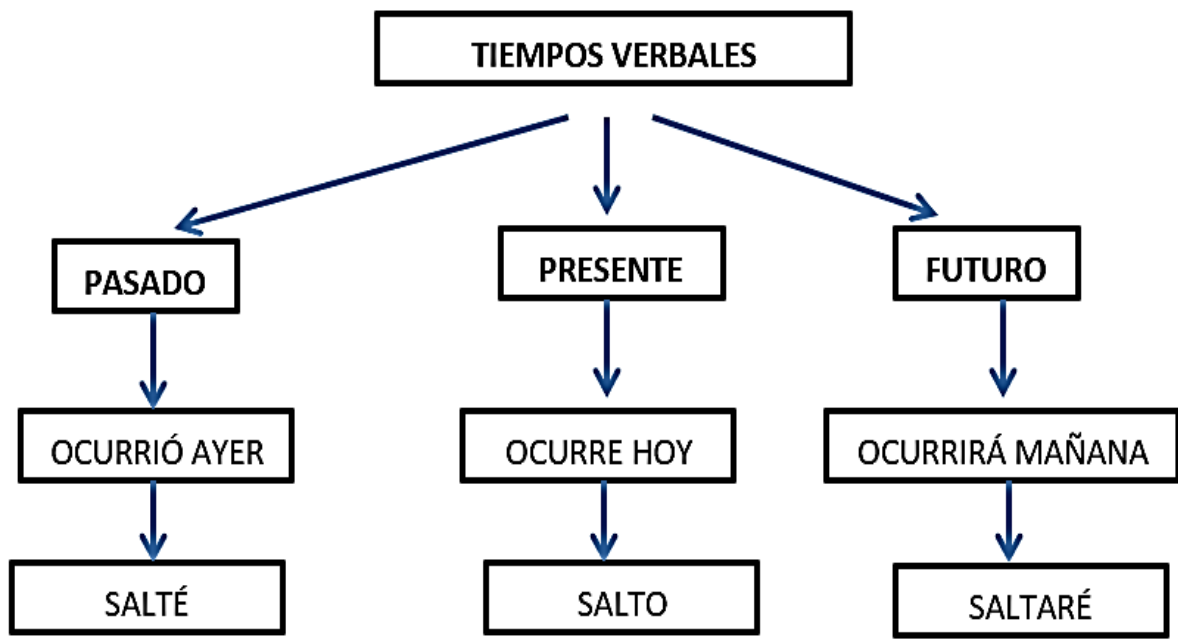 TIEMPOS VERBALES
PASADO
PRESENTE
FUTURO
OCURRIÓ AYER
OCURRE HOY
OCURRIRÁ MAÑANA
SALTÉ
SALTO
SALTARÉ